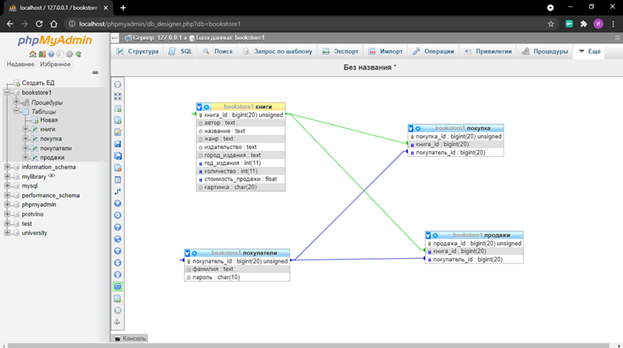 localhost / 127.0.0.1 / bookstore1
localhost/phpmyadmin/db_designer.php?db=bookstore1
phpMyAdmin
Недавнее Избранное
Создать БД
bookstore1
Процедуры
Таблицы
Новая
книги
покупка
покупатели
продажи
information_schema
mylibrary
mysql
performance_schema
phpmyadmin
protvino
test
university
Сервер: 127.0.0.1 » База данных: bookstore1
Структура SQL Поиск Запрос по шаблону Экспорт Импорт Операции Привилегии Процедуры Ещё
Без названия *
bookstore1 книги
книга_id : bigint(20) unsigned
автор : text
название : text
жанр : text
издательство : text
город_издания : text
год_издания : int(11)
количество : int(11)
стоимость_продажи : float
картинка : char(20)
bookstore1 покупка
покупка_id : bigint(20) unsigned
книга_id : bigint(20)
покупатель_id : bigint(20)
bookstore1 продажи
продажа_id : bigint(20) unsigned
книга_id : bigint(20)
покупатель_id : bigint(20)
bookstore1 покупатели
покупатель_id : bigint(20) unsigned
фамилия : text
пароль : char(10)
Консоль